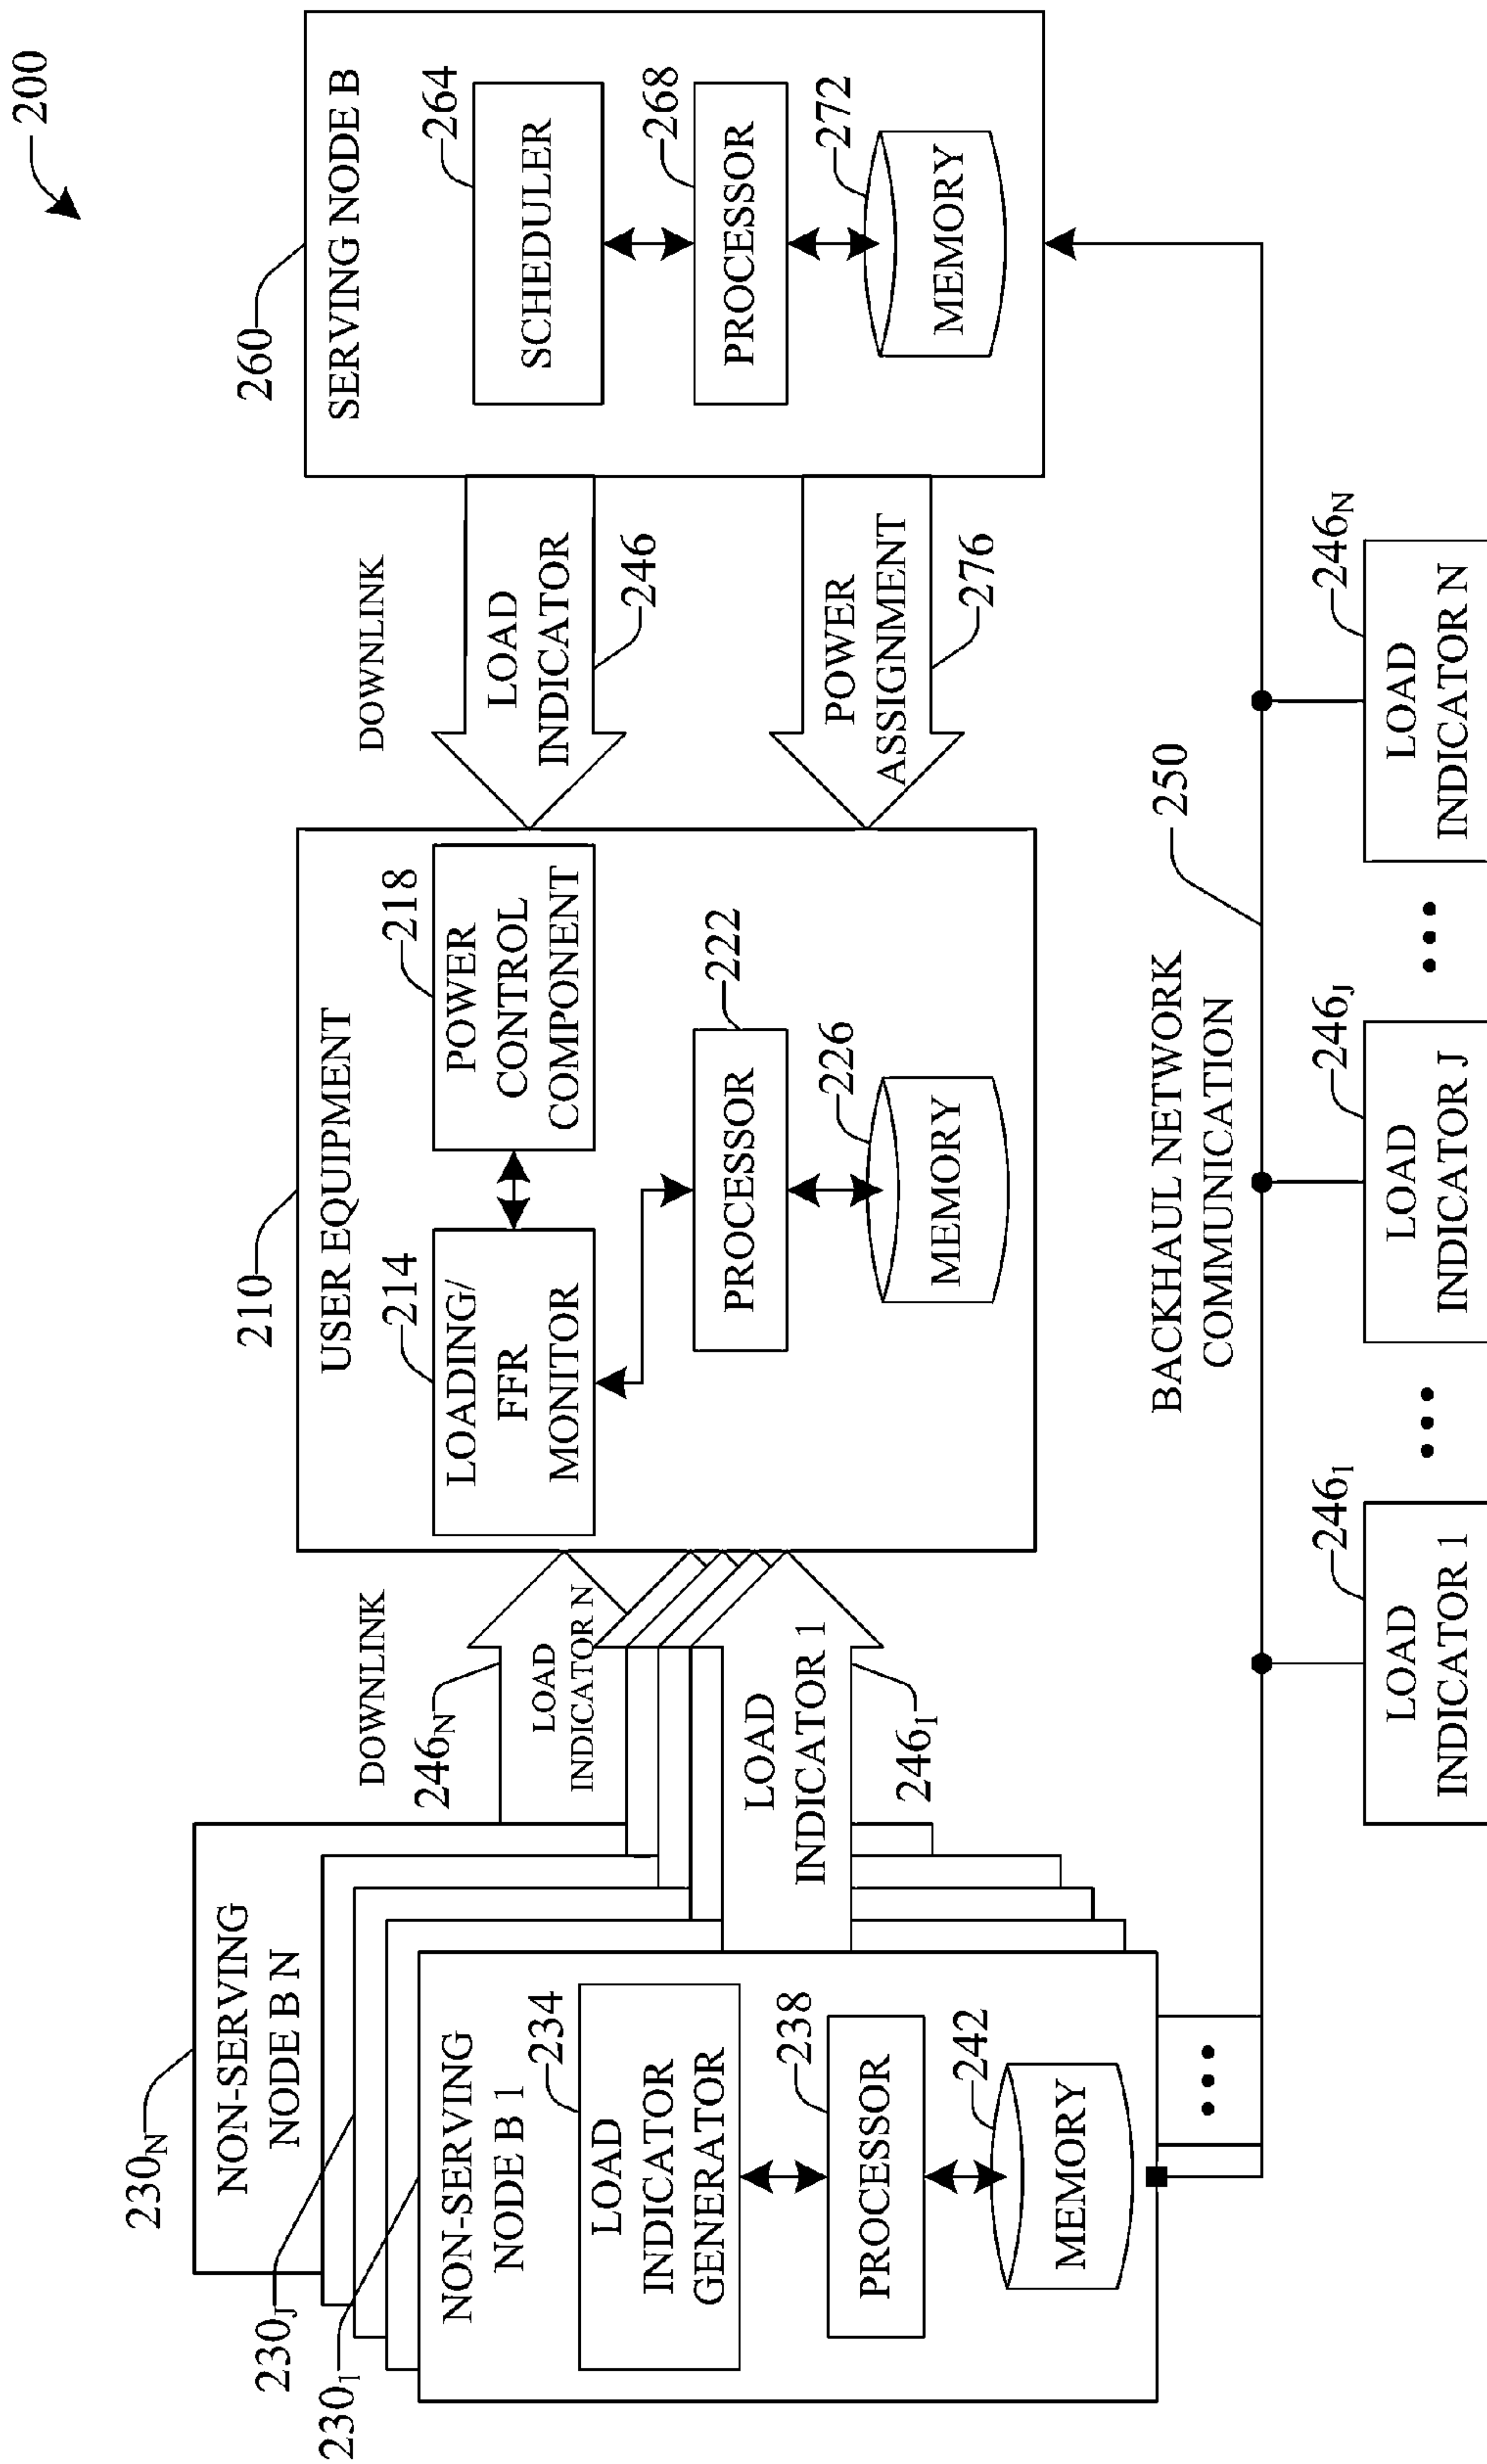 200
230N
NON-SERVING
NODE B N
230J
2301
NON-SERVING
NODE B 1
234
LOAD
INDICATOR
GENERATOR
238
PROCESSOR
242
MEMORY
DOWNLINK
246N
LOAD
INDICATOR N
LOAD
INDICATOR 1
2461
210
USER EQUIPMENT
214
LOADING/
FFR
MONITOR
218
POWER
CONTROL
COMPONENT
222
PROCESSOR
226
MEMORY
DOWNLINK
LOAD
INDICATOR
246
POWER
ASSIGNMENT
276
260
SERVING NODE B
264
SCHEDULER
268
PROCESSOR
272
MEMORY
BACKHAUL NETWORK
COMMUNICATION
250
2461
LOAD
INDICATOR 1
246J
LOAD
INDICATOR J
246N
LOAD
INDICATOR N